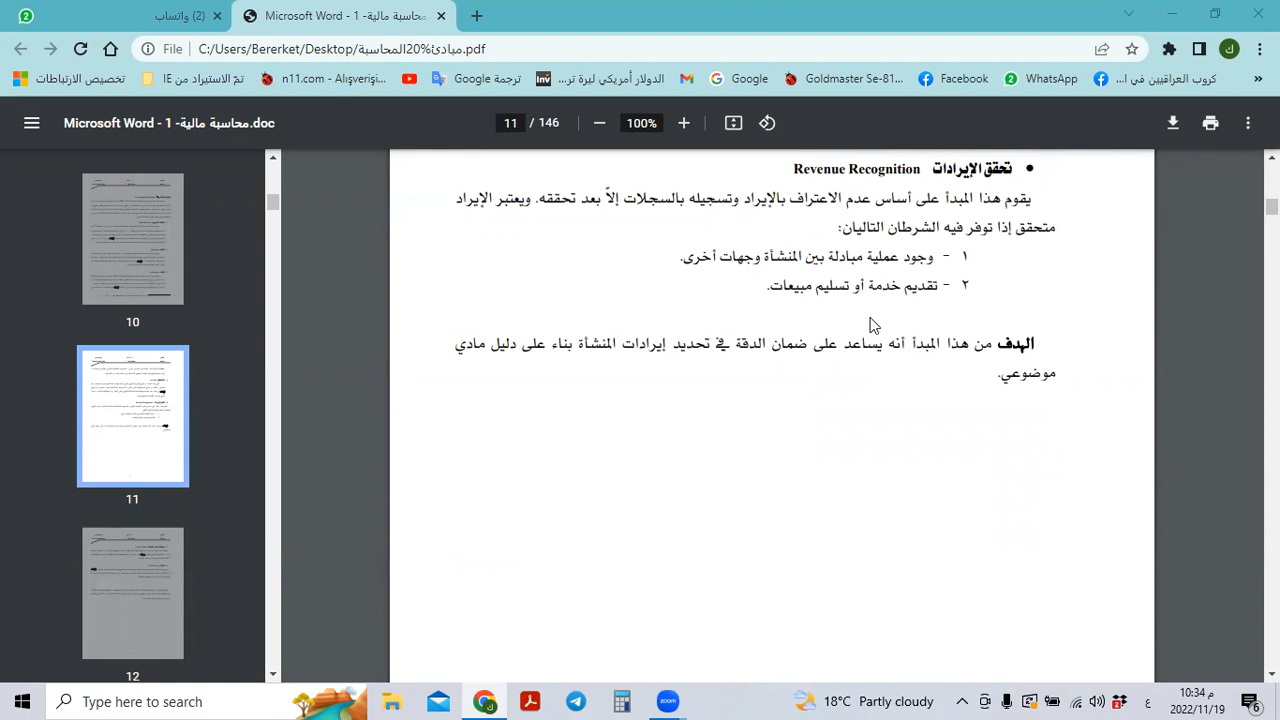 واتساب (2)
Microsoft Word - 1 -محاسبة مالية
File C:/Users/Bererket/Desktop/مبادئ%20المحاسبة.pdf
تخصيص الارتباطات
تمّ الاستيراد من IE
n11.com - Alışverişi...
ترجمة Google
الدولار أمريكي ليرة تر...
Google
Goldmaster Se-81...
Facebook
WhatsApp
كروب العراقيين في ا...
»
Microsoft Word - 1 -محاسبة مالية.doc
11 / 146
100%
10
11
12
• تحقق الإيرادات Revenue Recognition
يقوم هذا المبدأ على أساس عدم الاعتراف بالإيراد وتسجيله بالسجلات إلاّ بعد تحققه. ويعتبر الإيراد
متحقق إذا توفر فيه الشرطان التاليان:
١ - وجود عملية مبادلة بين المنشأة وجهات أخرى.
٢ - تقديم خدمة أو تسليم مبيعات.
الهدف من هذا المبدأ أنه يساعد على ضمان الدقة في تحديد إيرادات المنشأة بناء على دليل مادي
موضوعي.
Type here to search
zoom
18°C Partly cloudy
ع
10:34 م
2022/11/19
6